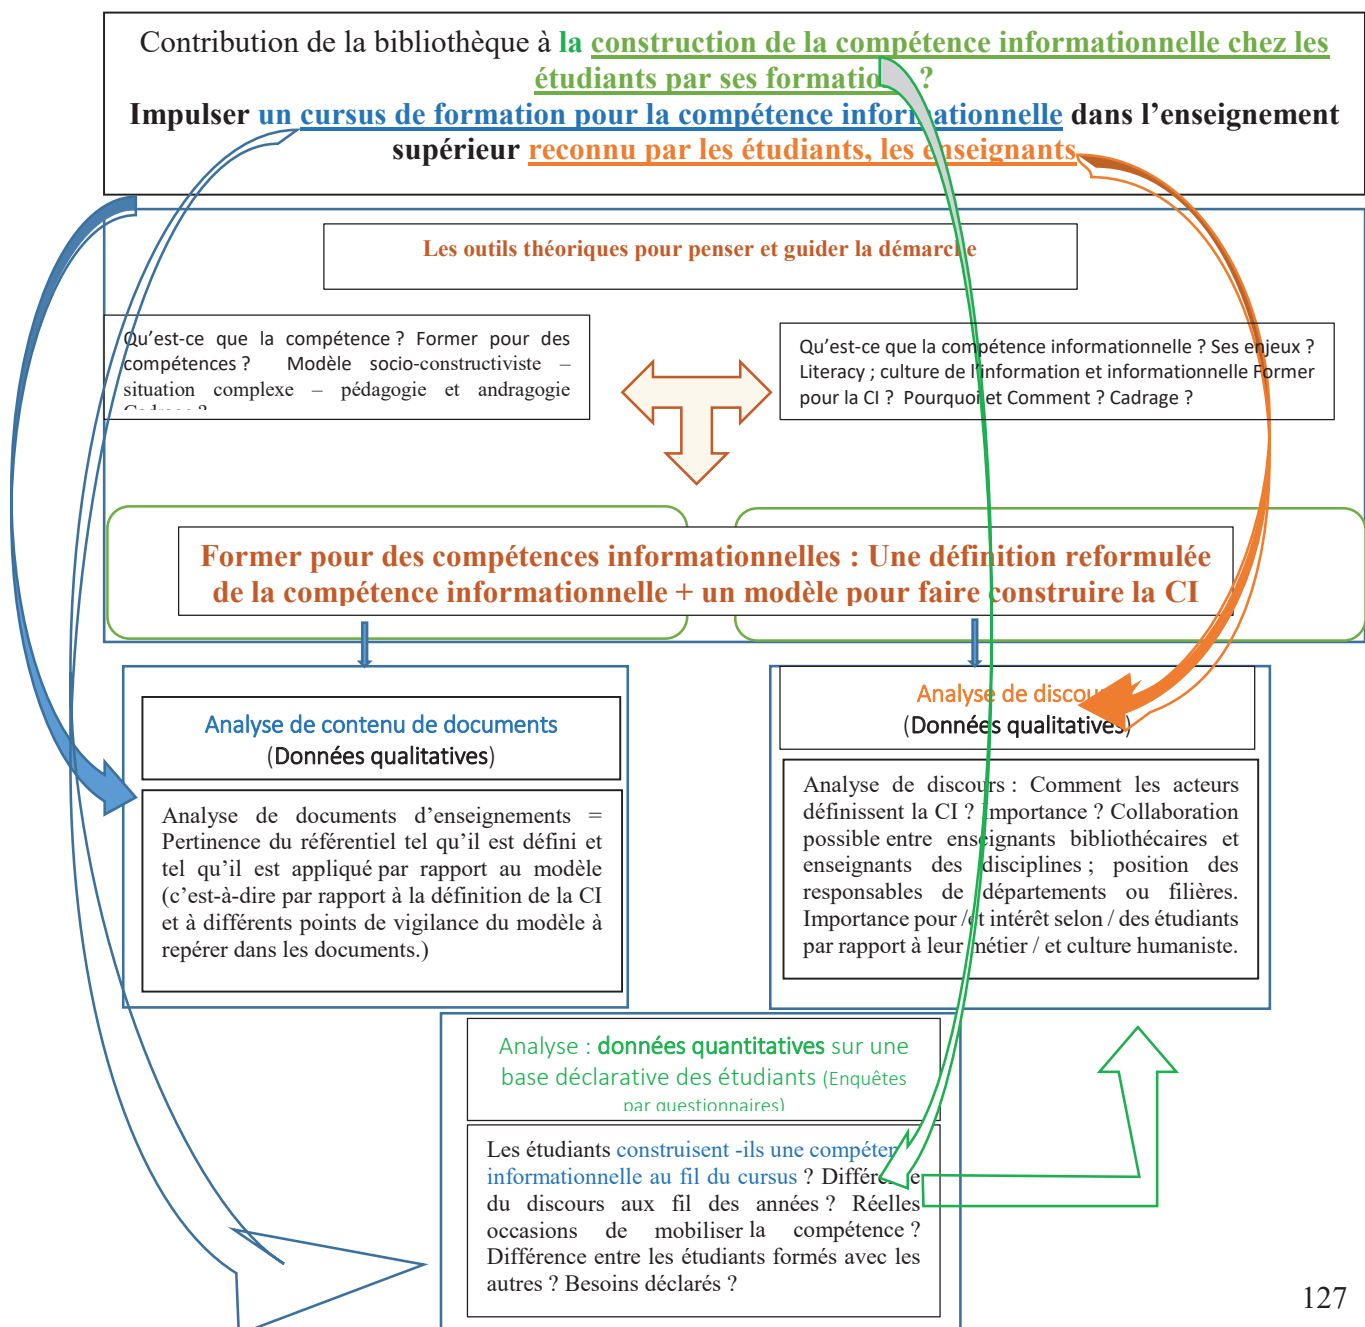 Contribution de la bibliothèque à la construction de la compétence informationnelle chez les
étudiants par ses formation ?
Impulser un cursus de formation pour la compétence informationnelle dans l’enseignement
supérieur reconnu par les étudiants, les enseignants
Les outils théoriques pour penser et guider la démarche
Qu’est-ce que la compétence ? Former pour des
compétences ? Modèle socio-constructiviste –
situation complexe – pédagogie et andragogie
Cadrage ?
Qu’est-ce que la compétence informationnelle ? Ses enjeux ?
Literacy ; culture de l’information et informationnelle Former
pour la CI ? Pourquoi et Comment ? Cadrage ?
Former pour des compétences informationnelles : Une définition reformulée
de la compétence informationnelle + un modèle pour faire construire la CI
Analyse de contenu de documents
(Données qualitatives)
Analyse de documents d’enseignements =
Pertinence du référentiel tel qu’il est défini et
tel qu’il est appliqué par rapport au modèle
(c’est-à-dire par rapport à la définition de la CI
et à différents points de vigilance du modèle à
repérer dans les documents.)
Analyse de discours
(Données qualitatives)
Analyse de discours : Comment les acteurs
définissent la CI ? Importance ? Collaboration
possible entre enseignants bibliothécaires et
enseignants des disciplines ; position des
responsables de départements ou filières.
Importance pour /et intérêt selon / des étudiants
par rapport à leur métier / et culture humaniste.
Analyse : données quantitatives sur une
base déclarative des étudiants (Enquêtes
par questionnaires)
Les étudiants construisent -ils une compétence
informationnelle au fil du cursus ? Différence
du discours aux fil des années ? Réelles
occasions de mobiliser la compétence ?
Différence entre les étudiants formés avec les
autres ? Besoins déclarés ?
127